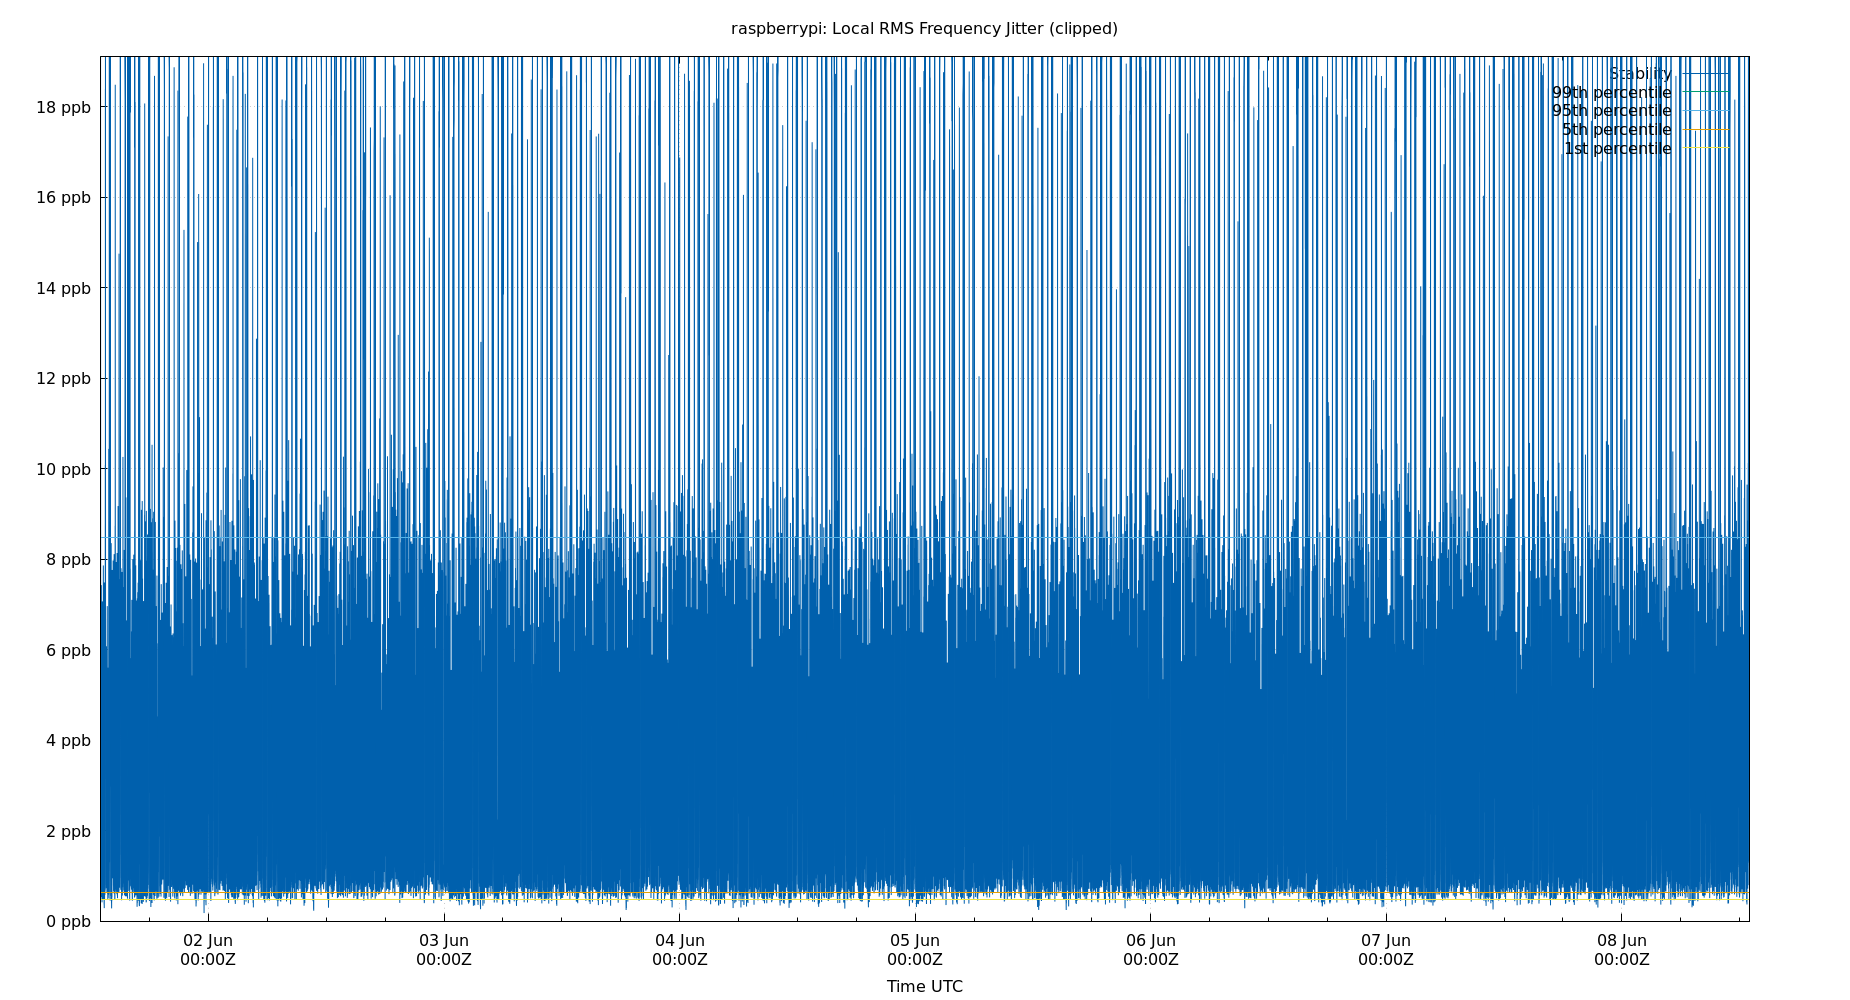 raspberrypi: Local RMS Frequency Jitter (clipped)
Stability
99th percentile
95th percentile
5th percentile
1st percentile
18 ppb
16 ppb
14 ppb
12 ppb
10 ppb
8 ppb
6 ppb
4 ppb
2 ppb
0 ppb
02 Jun 03 Jun 04 Jun 05 Jun 06 Jun 07 Jun 08 Jun
00:00Z 00:00Z 00:00Z 00:00Z 00:00Z 00:00Z 00:00Z
Time UTC